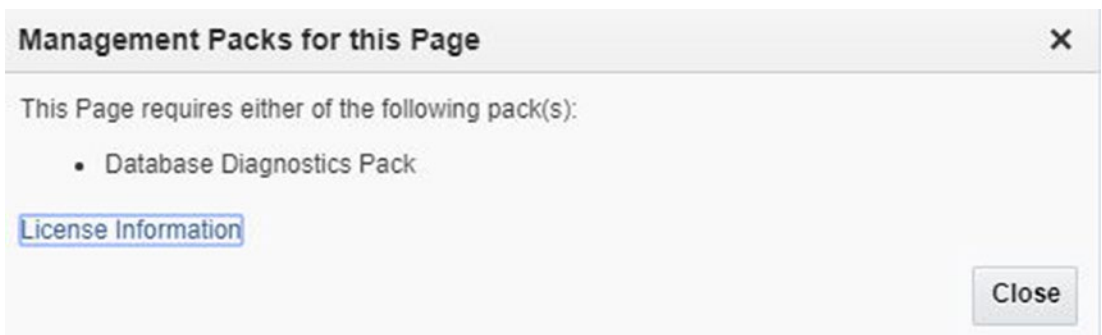 Management Packs for this Page
This Page requires either of the following pack(s):
• Database Diagnostics Pack
License Information
Close